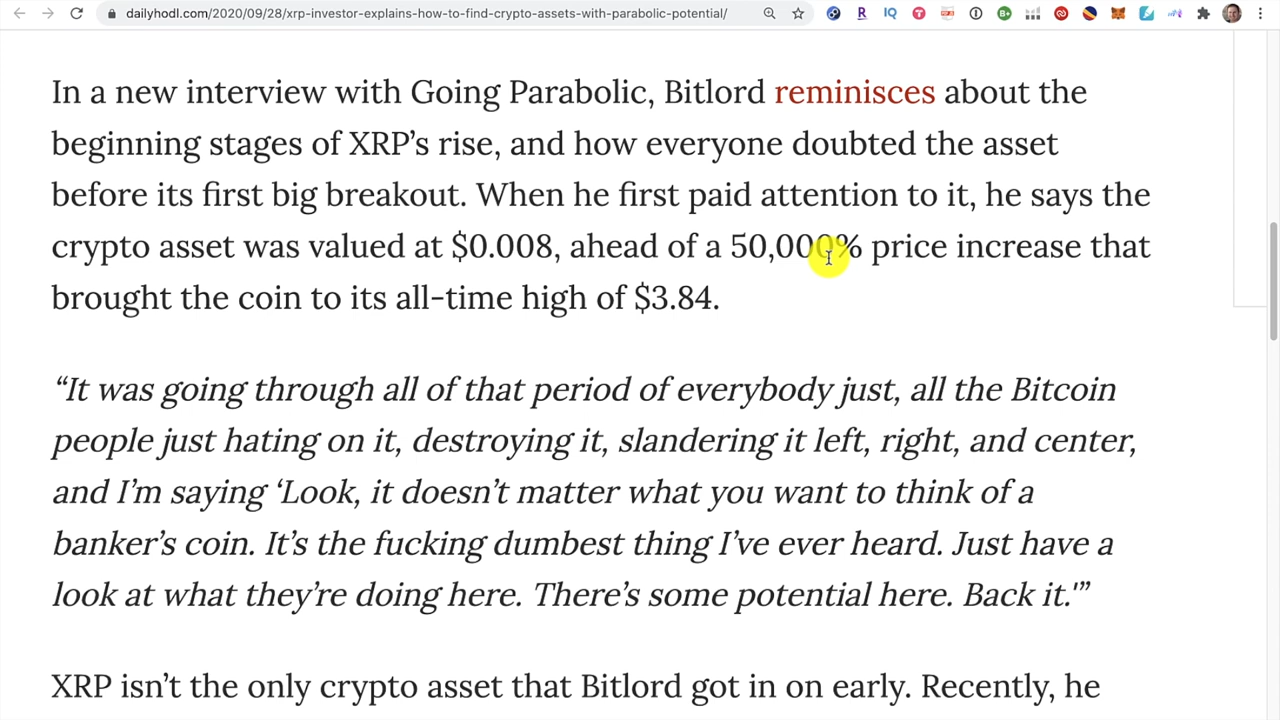 dailyhodl.com/2020/09/28/xrp-investor-explains-how-to-find-crypto-assets-with-parabolic-potential/
In a new interview with Going Parabolic, Bitlord reminisces about the
beginning stages of XRP’s rise, and how everyone doubted the asset
before its first big breakout. When he first paid attention to it, he says the
crypto asset was valued at $0.008, ahead of a 50,000% price increase that
brought the coin to its all-time high of $3.84.
“It was going through all of that period of everybody just, all the Bitcoin
people just hating on it, destroying it, slandering it left, right, and center,
and I’m saying ‘Look, it doesn’t matter what you want to think of a
banker’s coin. It’s the fucking dumbest thing I’ve ever heard. Just have a
look at what they’re doing here. There’s some potential here. Back it.'”
XRP isn’t the only crypto asset that Bitlord got in on early. Recently, he